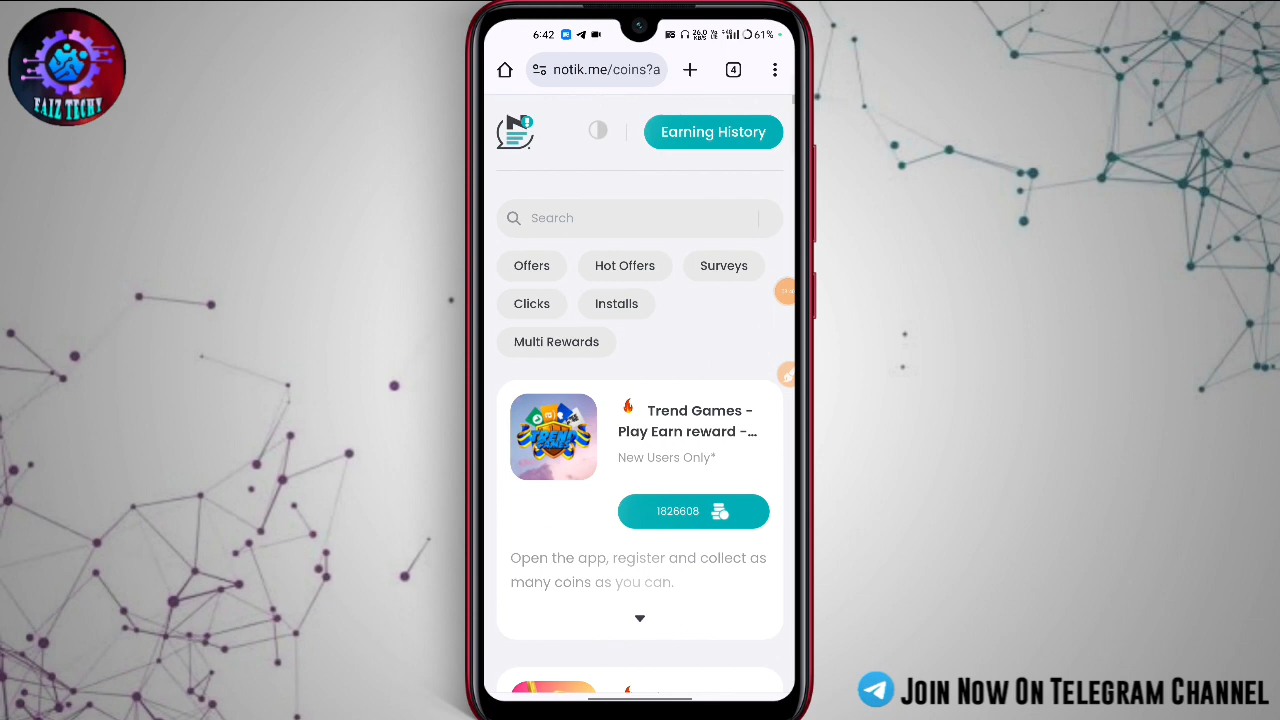 FAIZ TECHY
6:42
61%
notik.me/coins?a
4
Earning History
Search
Offers
Hot Offers
Surveys
Clicks
Installs
Multi Rewards
Trend Games -
Play Earn reward -...
New Users Only*
1826608
Open the app, register and collect as
many coins as you can.
JOIN NOW ON TELEGRAM CHANNEL